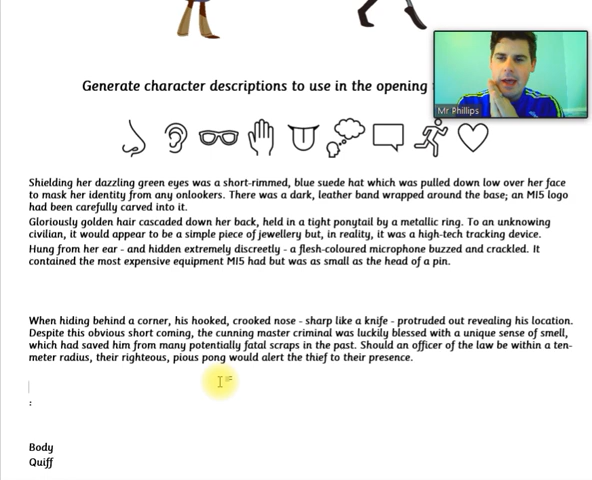 Generate character descriptions to use in the opening
Mr Phillips
Shielding her dazzling green eyes was a short-rimmed, blue suede hat which was pulled down low over her face
to mask her identity from any onlookers. There was a dark, leather band wrapped around the base; an MI5 logo
had been carefully carved into it.
Gloriously golden hair cascaded down her back, held in a tight ponytail by a metallic ring. To an unknowing
civilian, it would appear to be a simple piece of jewellery but, in reality, it was a high-tech tracking device.
Hung from her ear - and hidden extremely discreetly - a flesh-coloured microphone buzzed and crackled. It
contained the most expensive equipment MI5 had but was as small as the head of a pin.
When hiding behind a corner, his hooked, crooked nose - sharp like a knife - protruded out revealing his location.
Despite this obvious short coming, the cunning master criminal was luckily blessed with a unique sense of smell,
which had saved him from many potentially fatal scraps in the past. Should an officer of the law be within a ten-
meter radius, their righteous, pious pong would alert the thief to their presence.
:
Body
Quiff